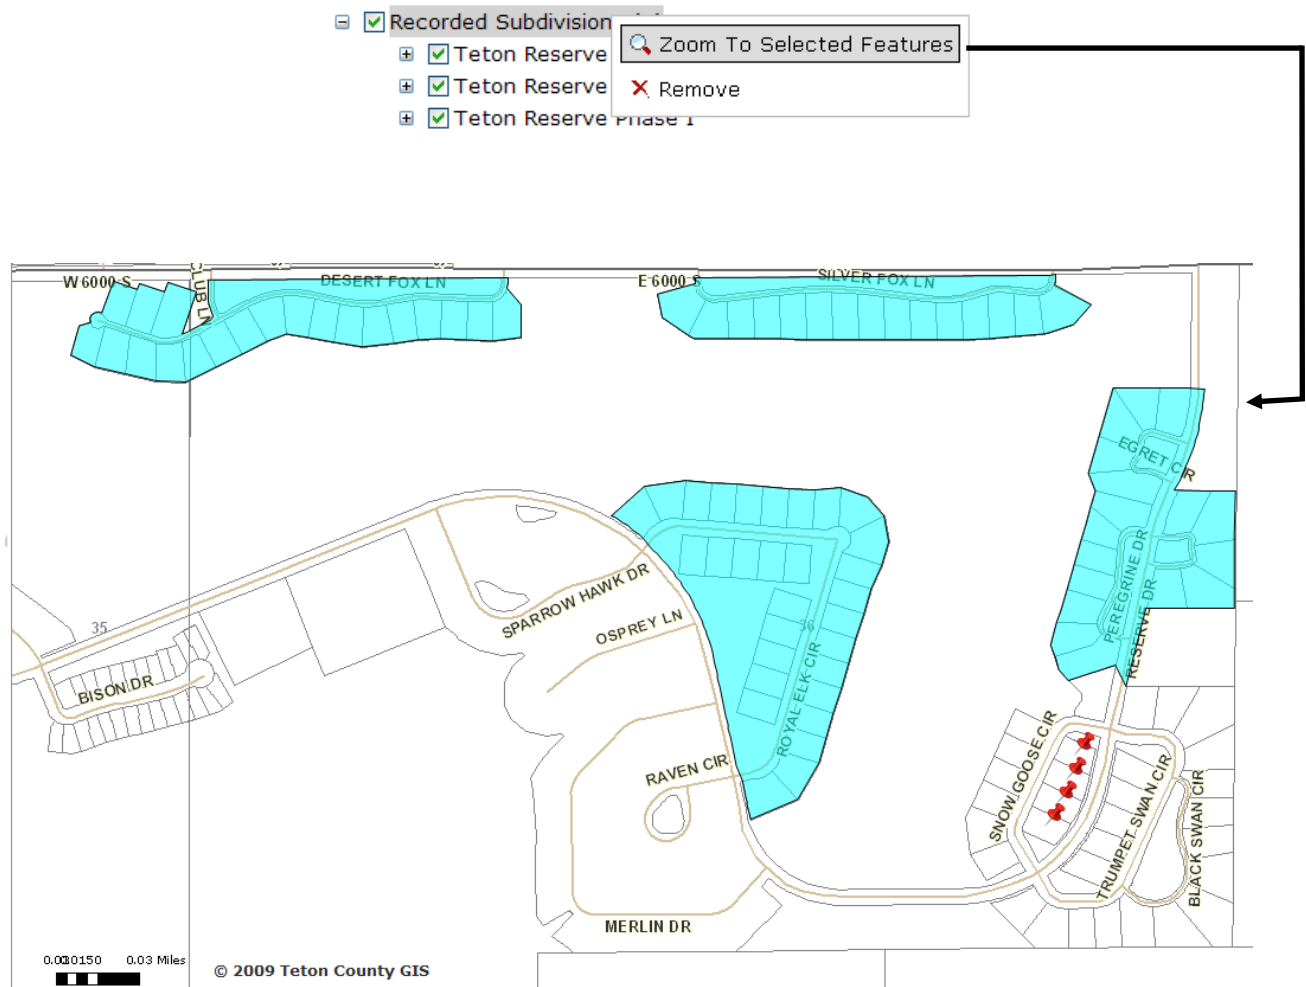 Recorded Subdivision
Zoom To Selected Features
Teton Reserve
Teton Reserve
Remove
Teton Reserve Phase I
W 6000 S
CLUB LN
DESERT FOX LN
E 6000 S
SILVER FOX LN
EGRET CIR
PEREGRINE DR
RESERVE DR
SPARROW HAWK DR
OSPREY LN
35
36
BISON DR
ROYAL ELK CIR
RAVEN CIR
SNOW GOOSE CIR
TRUMPET SWAN CIR
BLACK SWAN CIR
MERLIN DR
0.03 Miles
© 2009 Teton County GIS